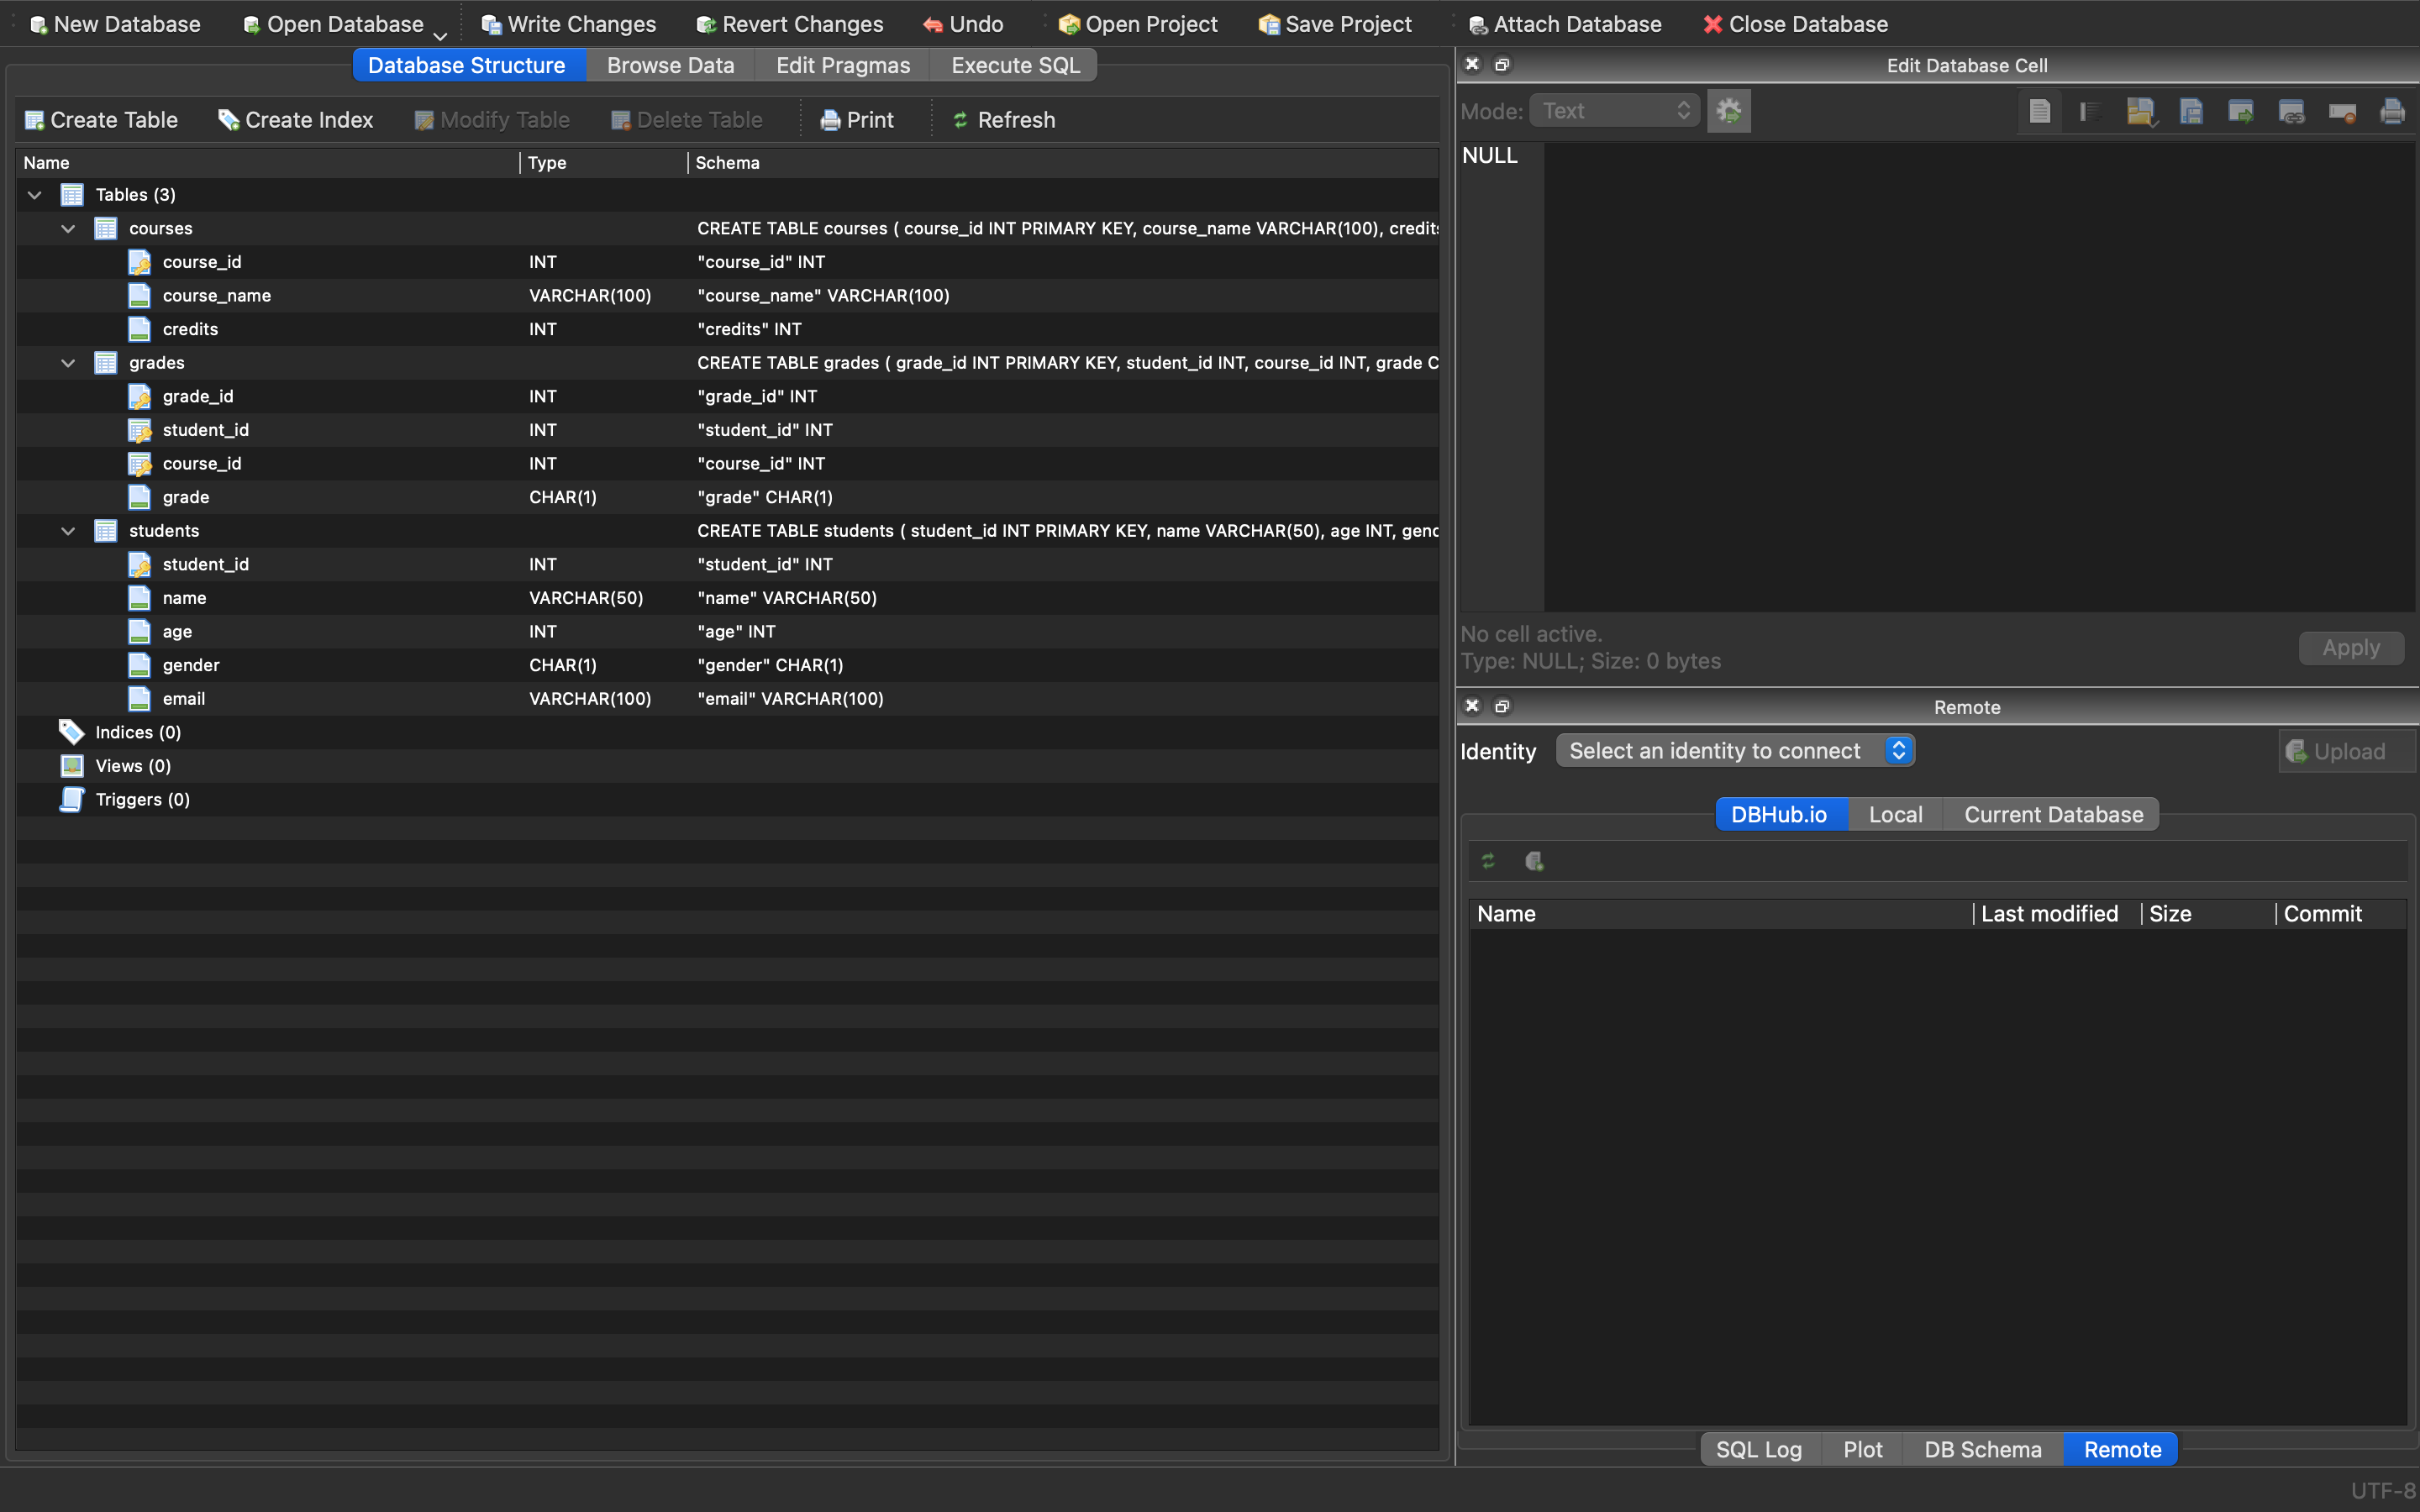 New Database Open Database Write Changes Revert Changes Undo Open Project Save Project Attach Database Close Database
Database Structure Browse Data Edit Pragmas Execute SQL
Create Table Create Index Modify Table Delete Table Print Refresh
Name Type Schema
Tables (3)
courses CREATE TABLE courses ( course_id INT PRIMARY KEY, course_name VARCHAR(100), credits
course_id INT "course_id" INT
course_name VARCHAR(100) "course_name" VARCHAR(100)
credits INT "credits" INT
grades CREATE TABLE grades ( grade_id INT PRIMARY KEY, student_id INT, course_id INT, grade C
grade_id INT "grade_id" INT
student_id INT "student_id" INT
course_id INT "course_id" INT
grade CHAR(1) "grade" CHAR(1)
students CREATE TABLE students ( student_id INT PRIMARY KEY, name VARCHAR(50), age INT, gend
student_id INT "student_id" INT
name VARCHAR(50) "name" VARCHAR(50)
age INT "age" INT
gender CHAR(1) "gender" CHAR(1)
email VARCHAR(100) "email" VARCHAR(100)
Indices (0)
Views (0)
Triggers (0)
Edit Database Cell
Mode: Text
NULL
No cell active.
Type: NULL; Size: 0 bytes
Apply
Remote
Identity Select an identity to connect Upload
DBHub.io Local Current Database
Name Last modified Size Commit
SQL Log Plot DB Schema Remote
UTF-8